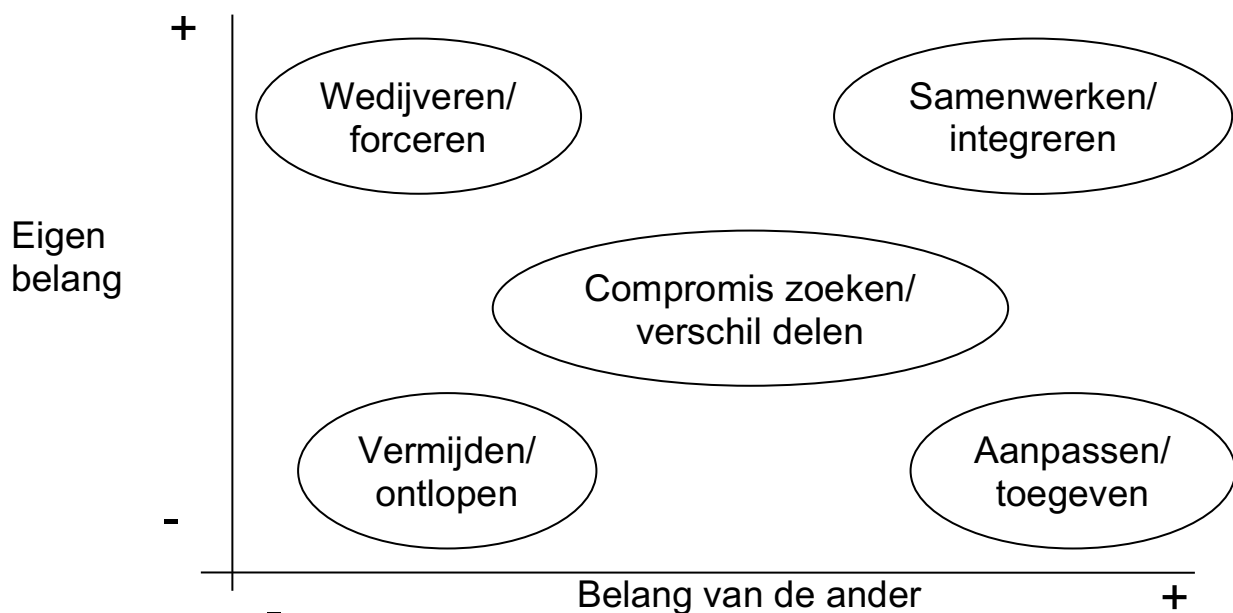 +
Wedijveren/
forceren
Samenwerken/
integreren
Eigen
belang
Compromis zoeken/
verschil delen
Vermijden/
ontlopen
Aanpassen/
toegeven
-
Belang van de ander
+
-